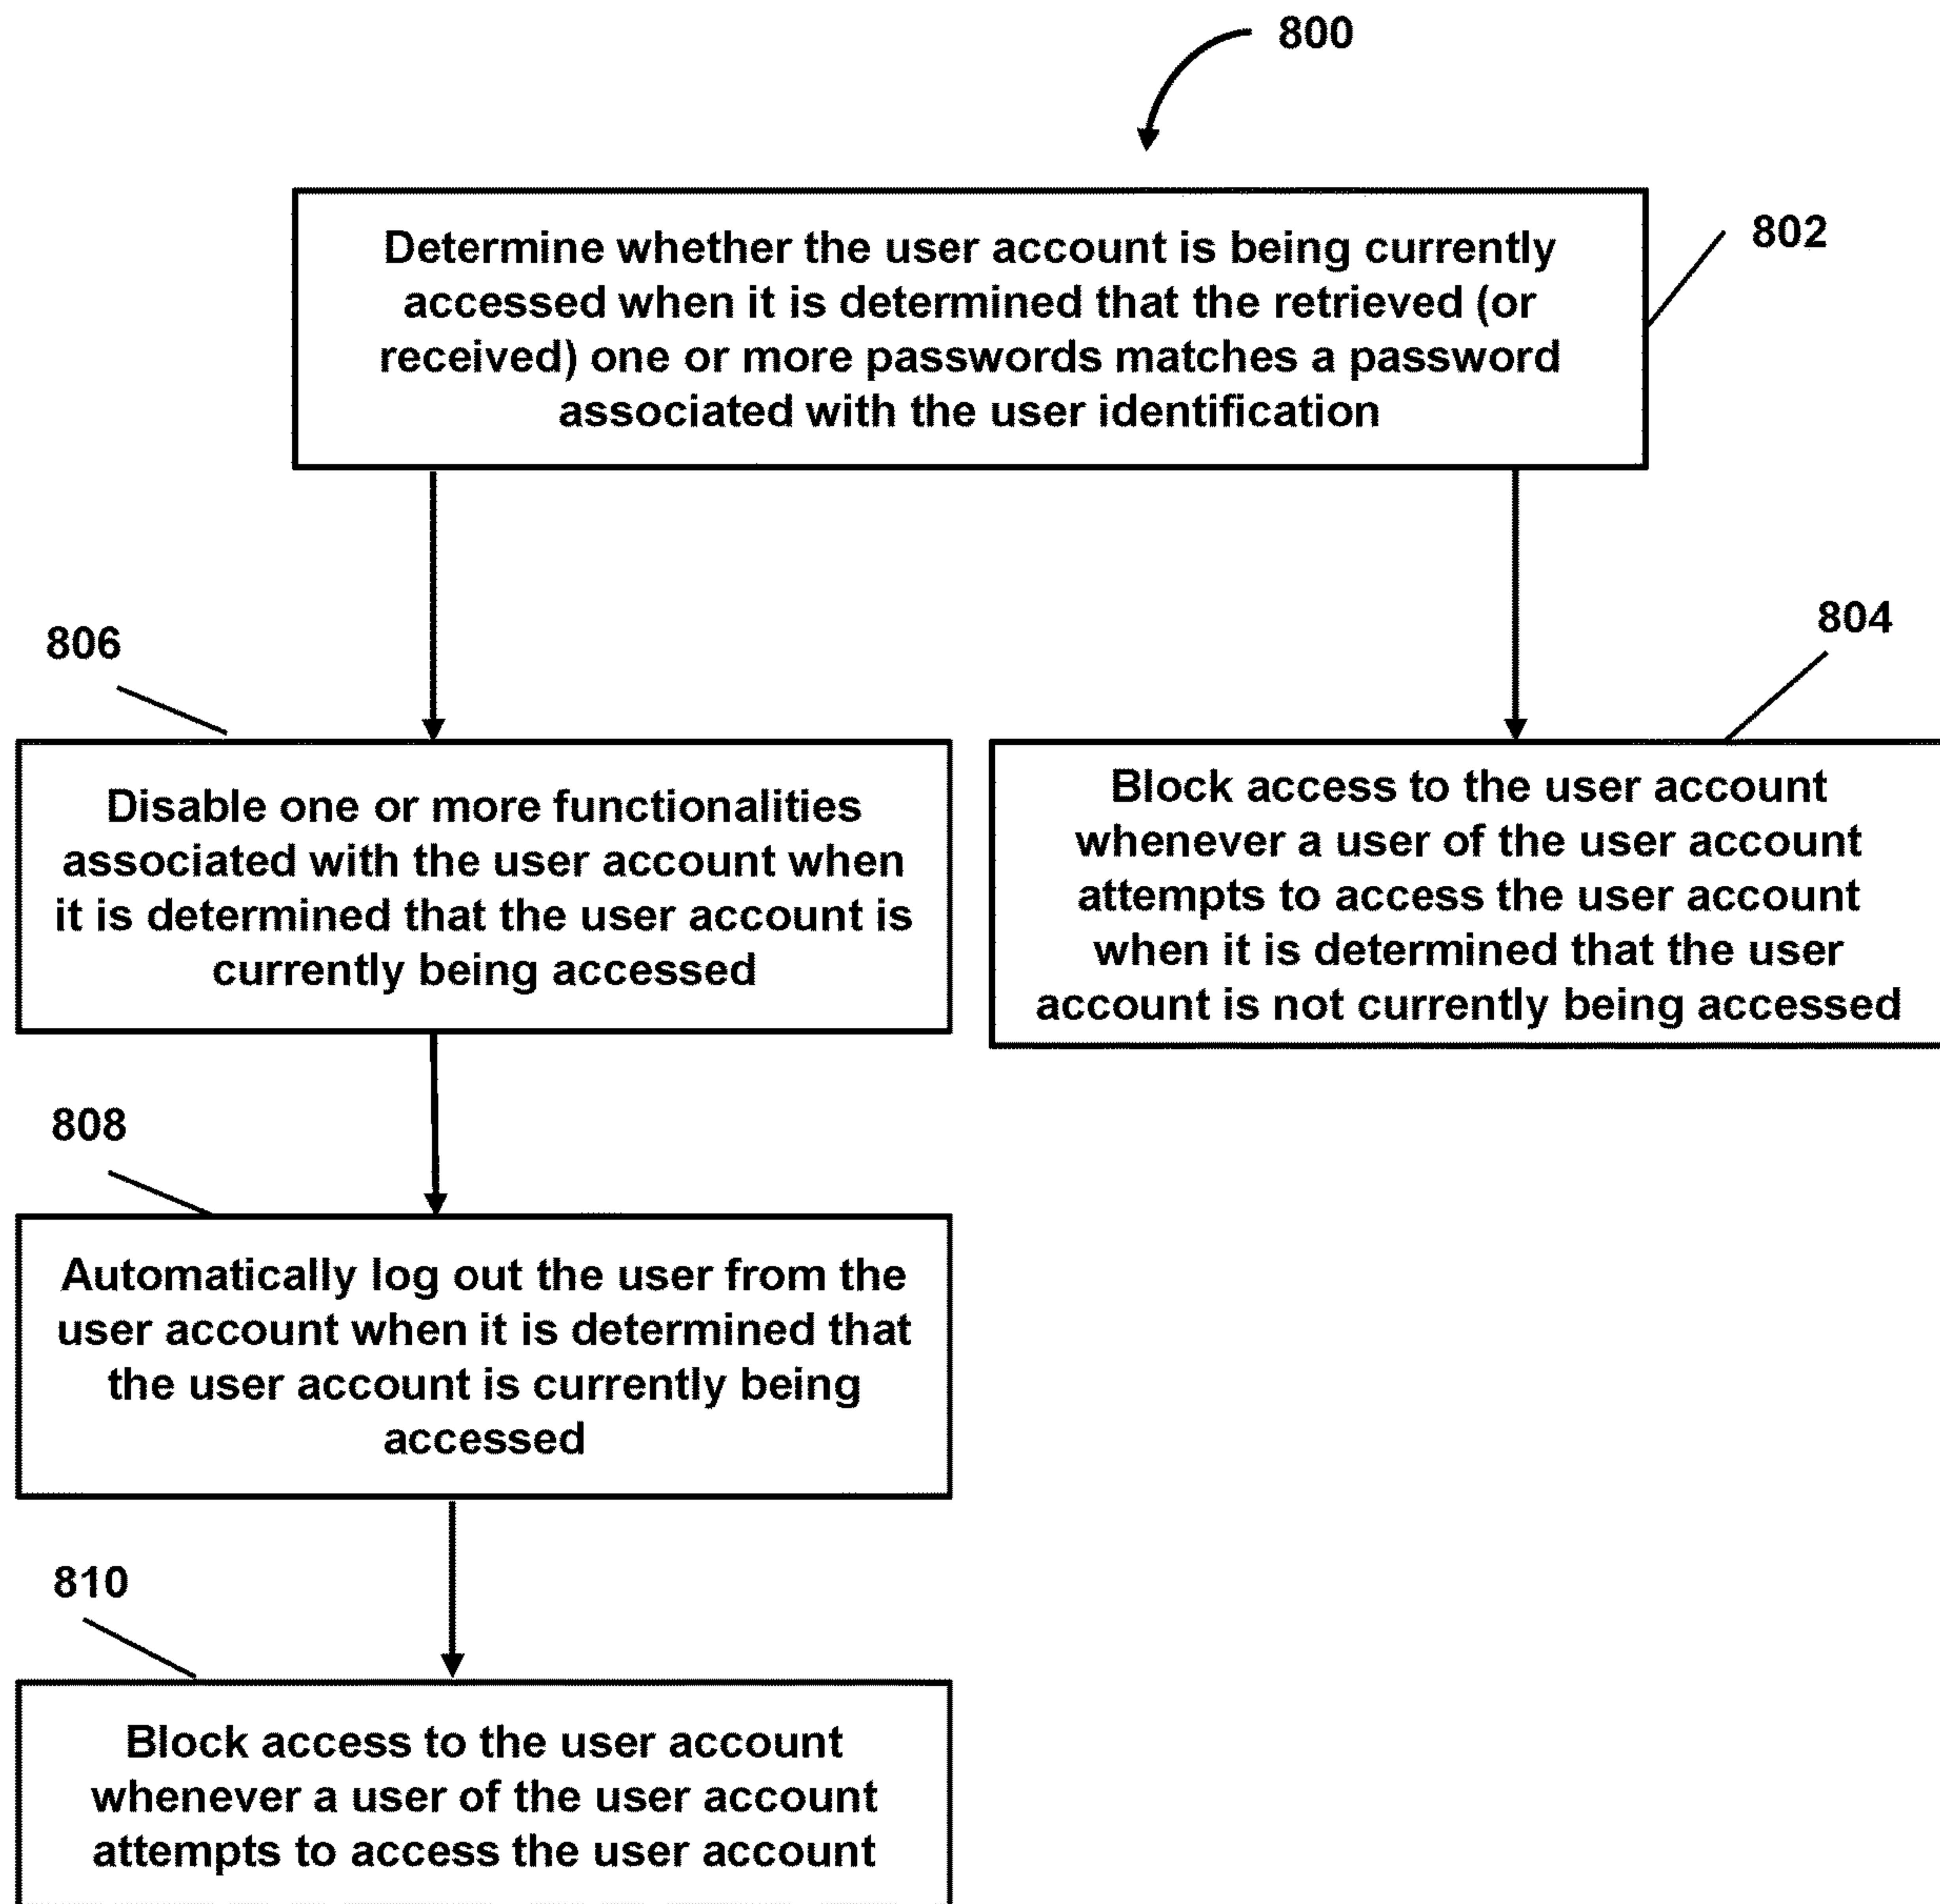 800
Determine whether the user account is being currently
accessed when it is determined that the retrieved (or
received) one or more passwords matches a password
associated with the user identification
802
806
804
Disable one or more functionalities
associated with the user account when
it is determined that the user account is
currently being accessed
Block access to the user account
whenever a user of the user account
attempts to access the user account
when it is determined that the user
account is not currently being accessed
808
Automatically log out the user from the
user account when it is determined that
the user account is currently being
accessed
810
Block access to the user account
whenever a user of the user account
attempts to access the user account